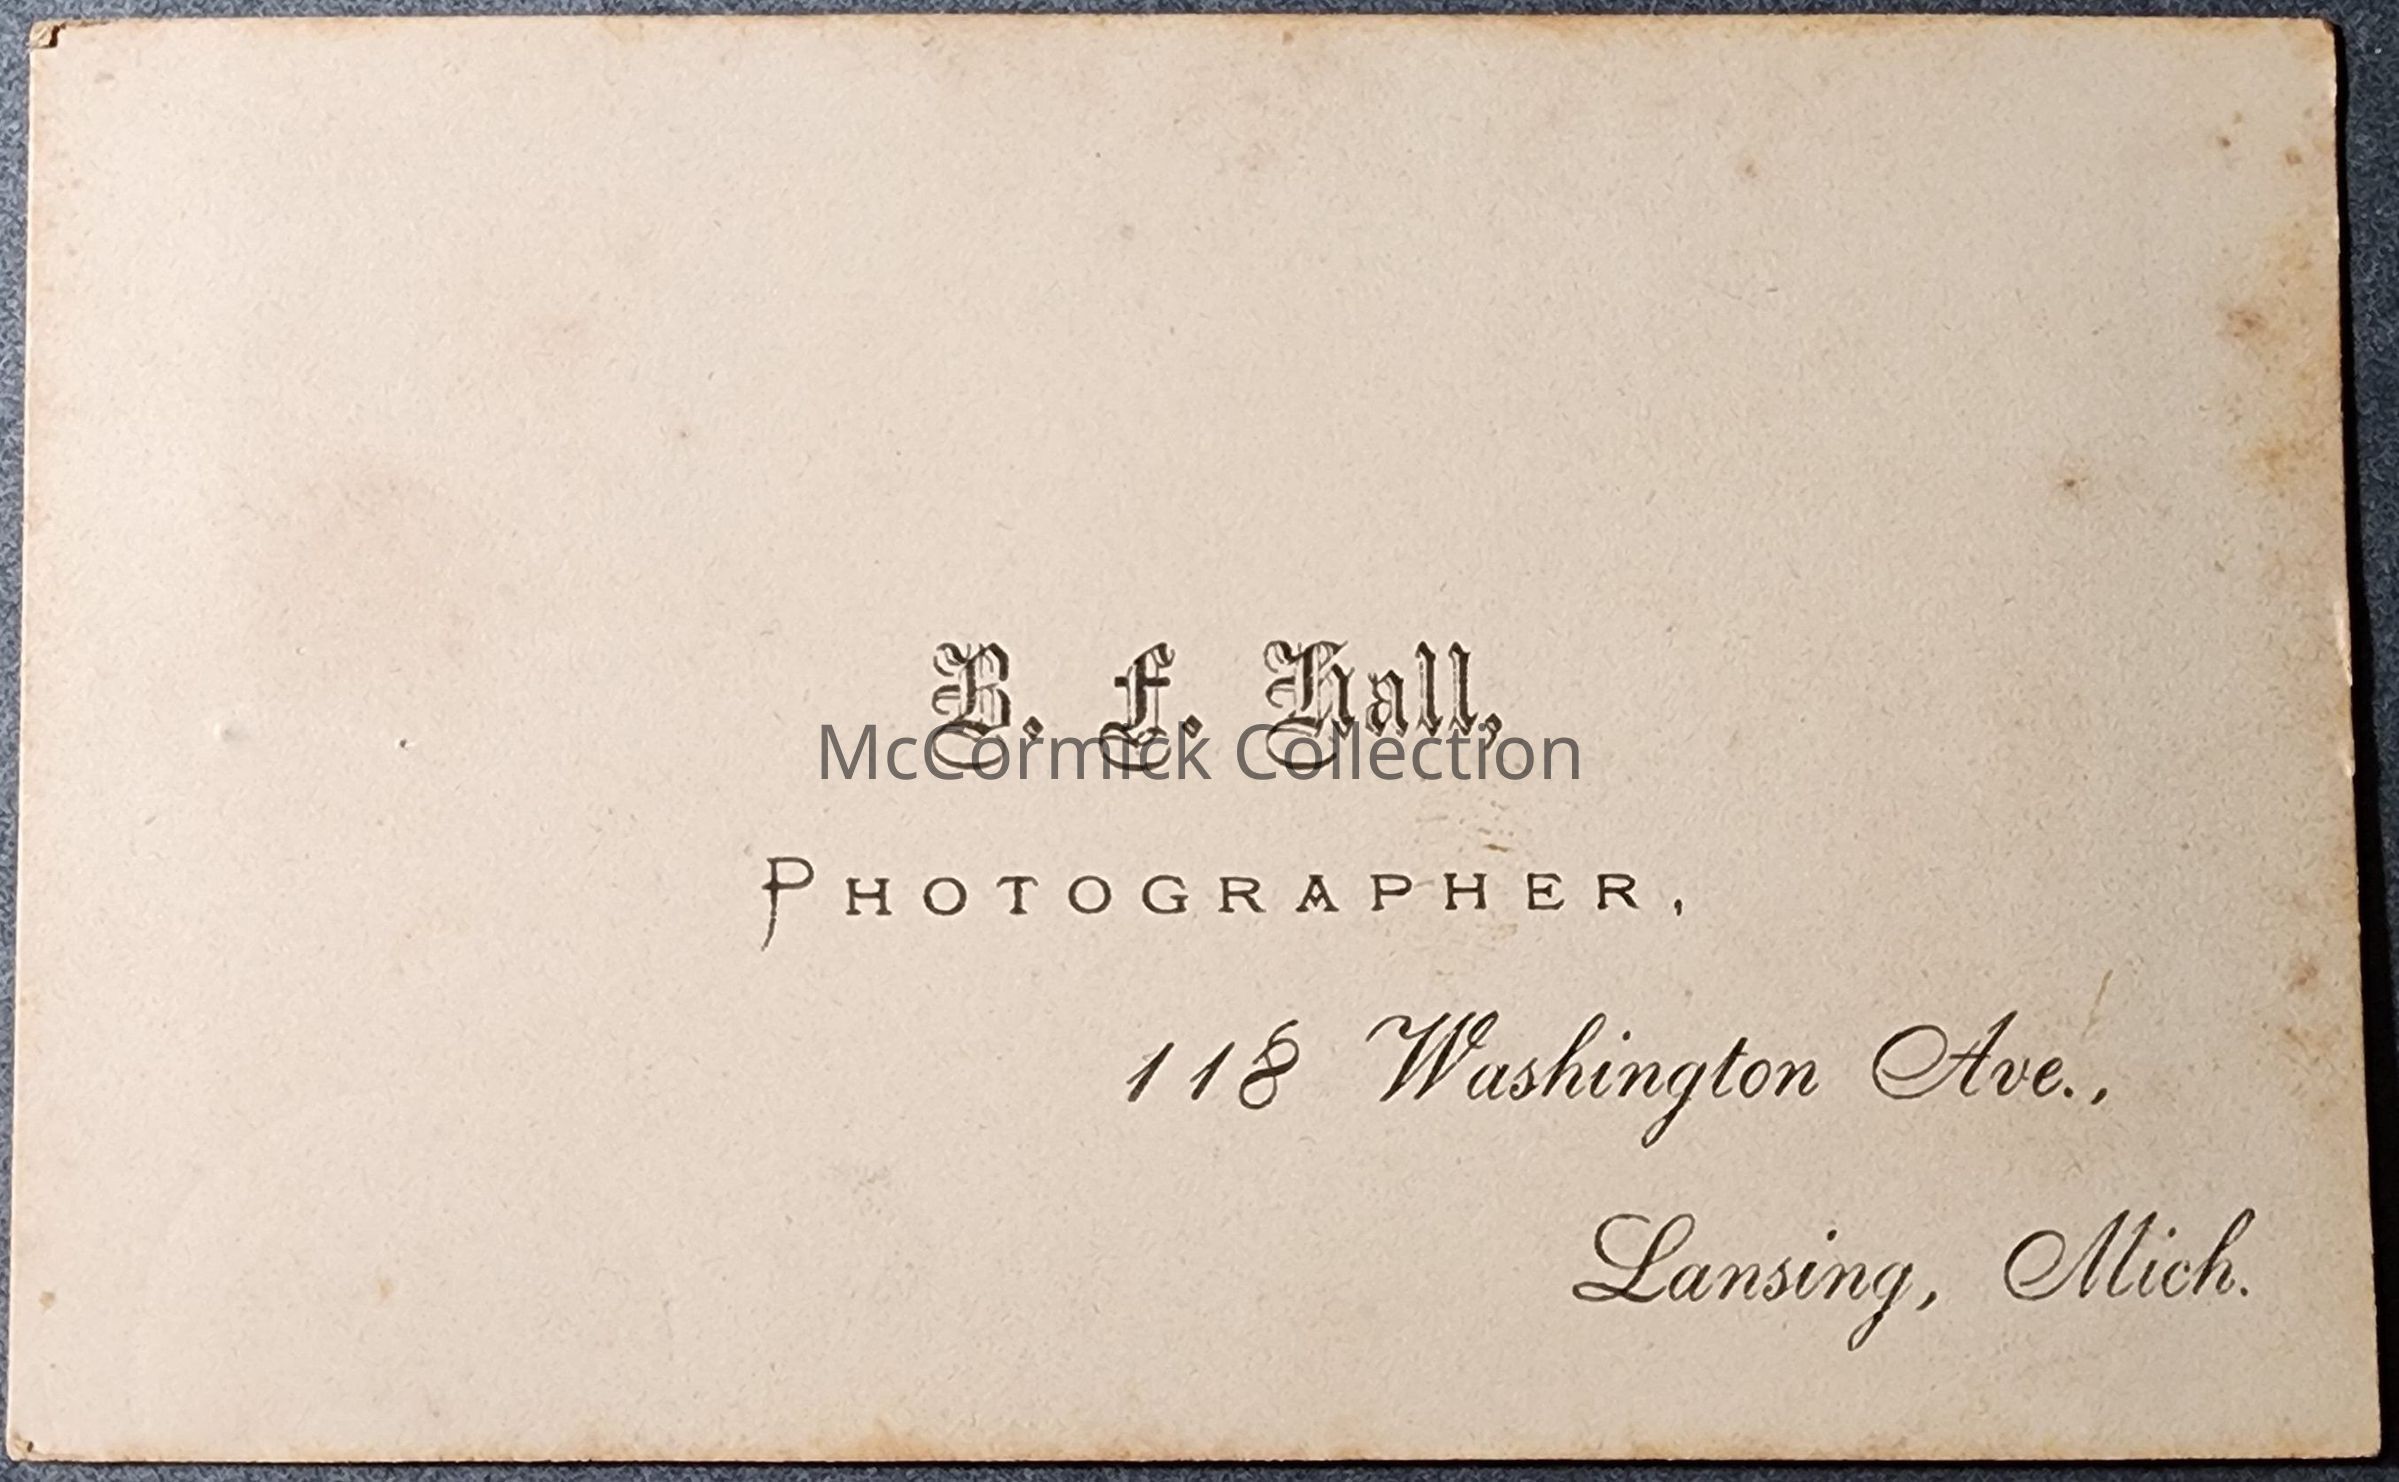 B. F. Hall,
McCormick Collection
PHOTOGRAPHER,
118 Washington Ave.,
Lansing, Mich.